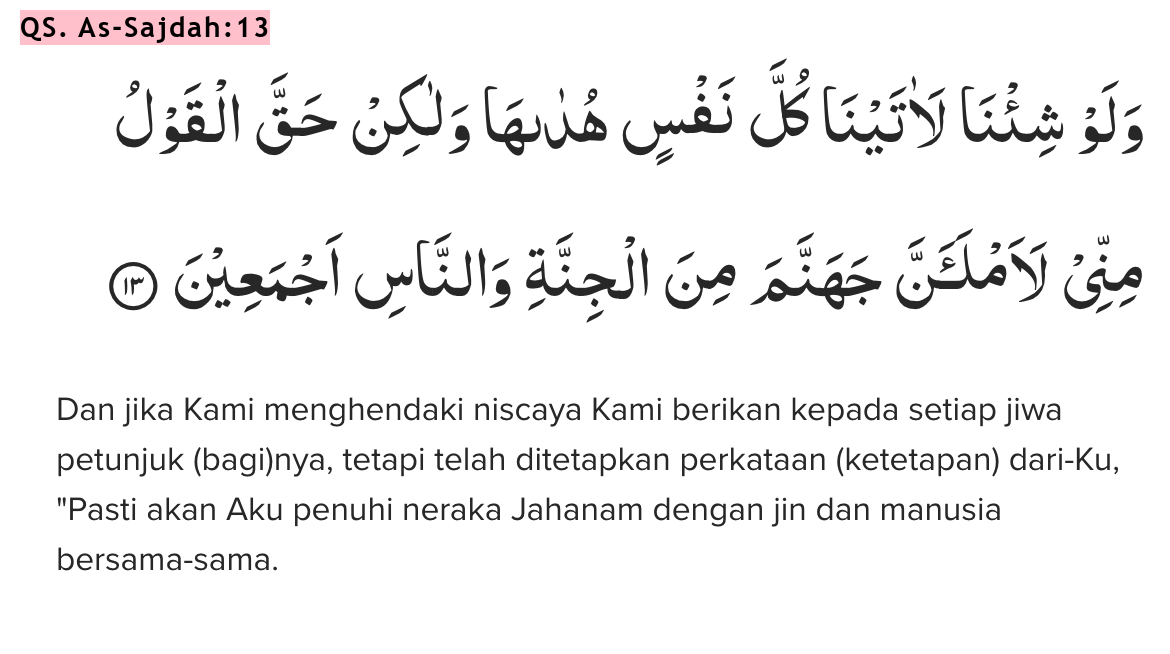 QS. As-Sajdah:13
وَلَوْ شِئْنَا لَاٰتَيْنَا كُلَّ نَفْسٍ هُدٰىهَا وَلٰكِنْ حَقَّ الْقَوْلُ
مِنِّيْ لَاَمْلَـَٔنَّ جَهَنَّمَ مِنَ الْجِنَّةِ وَالنَّاسِ اَجْمَعِيْنَ ١٣
Dan jika Kami menghendaki niscaya Kami berikan kepada setiap jiwa
petunjuk (bagi)nya, tetapi telah ditetapkan perkataan (ketetapan) dari-Ku,
"Pasti akan Aku penuhi neraka Jahanam dengan jin dan manusia
bersama-sama.